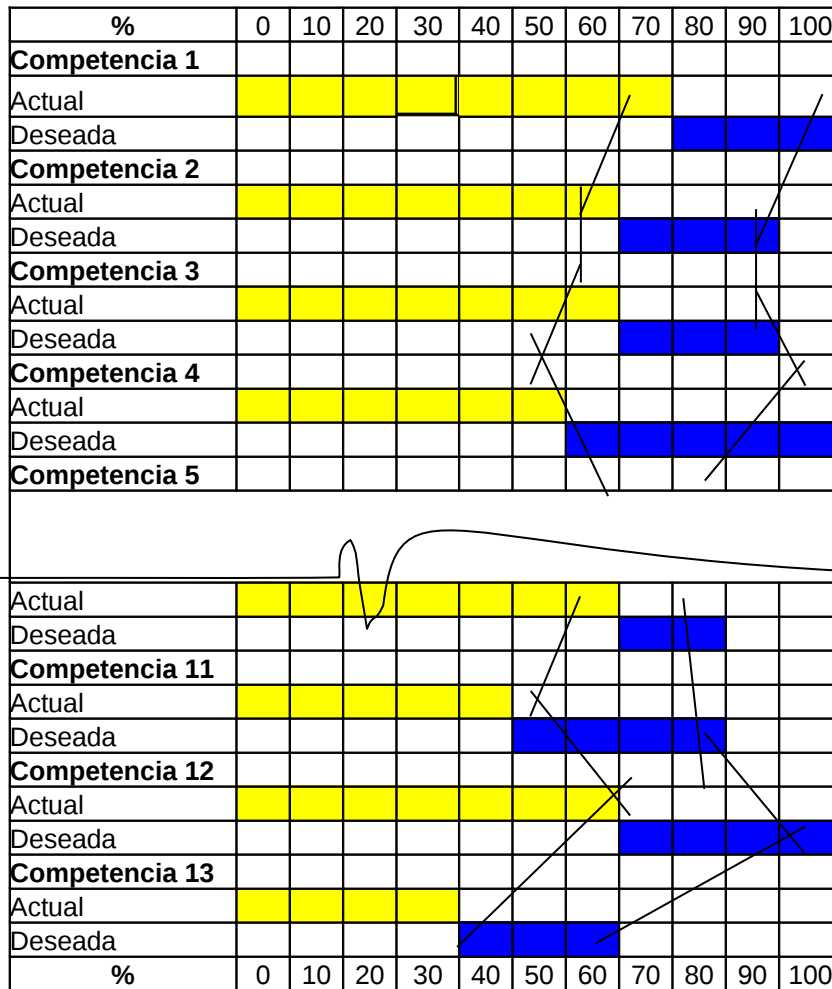 % 0 10 20 30 40 50 60 70 80 90 100
Competencia 1
Actual
Deseada
Competencia 2
Actual
Deseada
Competencia 3
Actual
Deseada
Competencia 4
Actual
Deseada
Competencia 5
Actual
Deseada
Competencia 11
Actual
Deseada
Competencia 12
Actual
Deseada
Competencia 13
Actual
Deseada
% 0 10 20 30 40 50 60 70 80 90 100